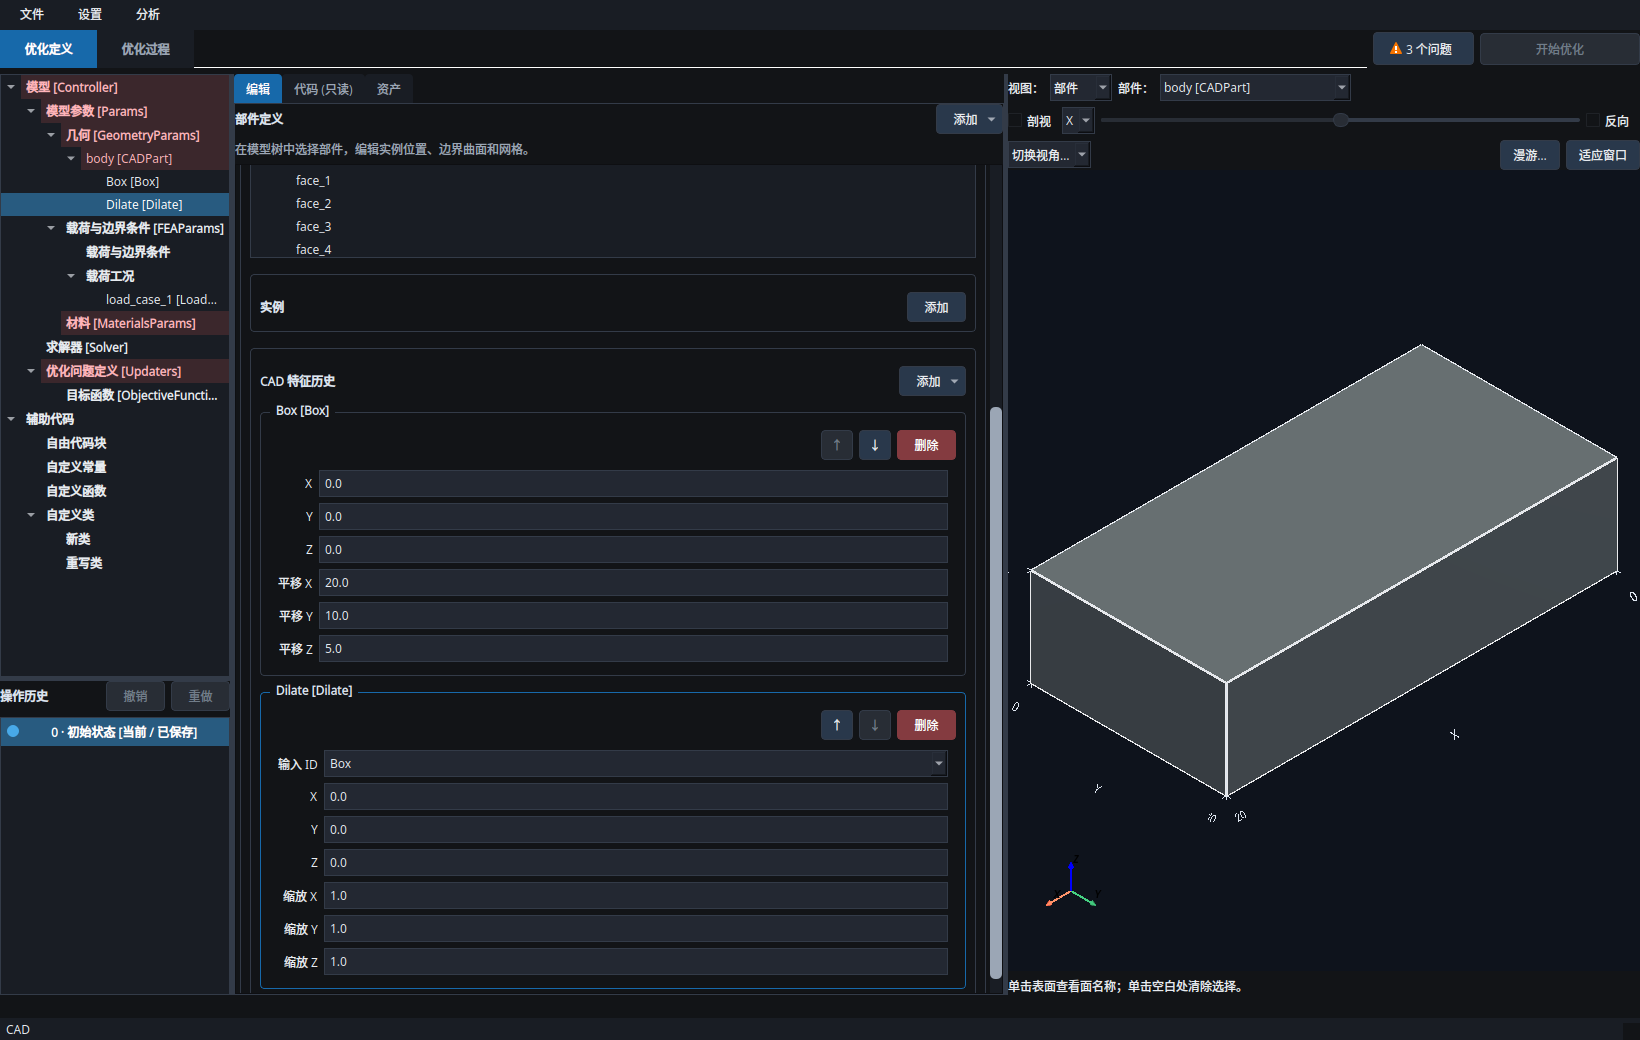 文件 设置 分析
优化定义 优化过程 3 个问题 开始优化
模型 [Controller]
模型参数 [Params]
几何 [GeometryParams]
body [CADPart]
Box [Box]
Dilate [Dilate]
载荷与边界条件 [FEAParams]
载荷与边界条件
载荷工况
load_case_1 [Load...
材料 [MaterialsParams]
求解器 [Solver]
优化问题定义 [Updaters]
目标函数 [ObjectiveFuncti...
辅助代码
自由代码块
自定义常量
自定义函数
自定义类
新类
重写类
操作历史 撤销 重做
0 · 初始状态 [当前 / 已保存]
编辑 代码 (只读) 资产
部件定义 添加
在模型树中选择部件，编辑实例位置、边界曲面和网格。
face_1
face_2
face_3
face_4
实例 添加
CAD 特征历史 添加
Box [Box]
↑ ↓ 删除
X 0.0
Y 0.0
Z 0.0
平移 X 20.0
平移 Y 10.0
平移 Z 5.0
Dilate [Dilate]
↑ ↓ 删除
输入 ID Box
X 0.0
Y 0.0
Z 0.0
缩放 X 1.0
缩放 Y 1.0
缩放 Z 1.0
视图： 部件 部件： body [CADPart]
剖视 X 反向
切换视角... 漫游... 适应窗口
0
0
X
Y
20
Z
单击表面查看面名称；单击空白处清除选择。
CAD